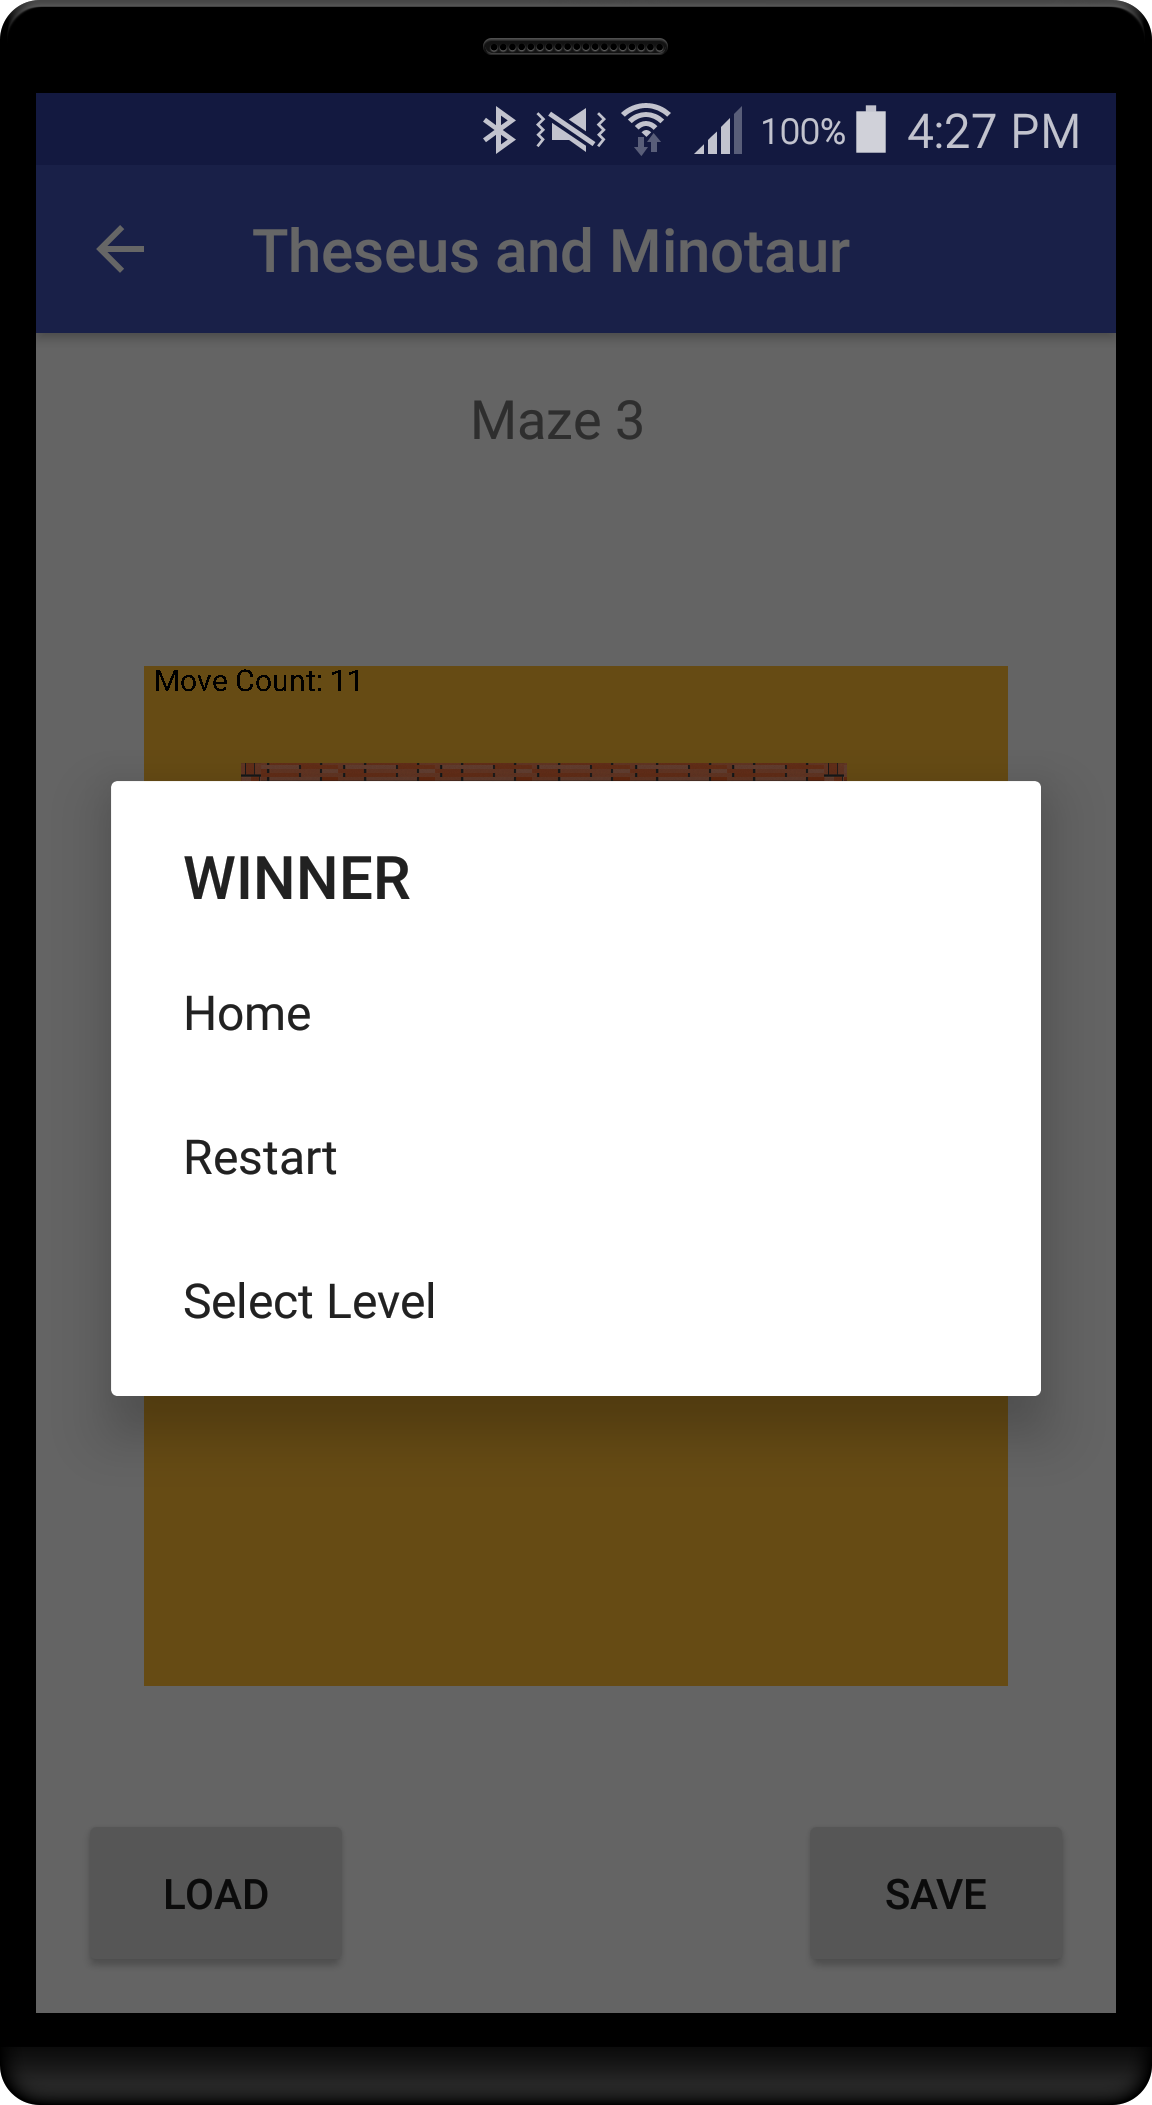 100% 4:27 PM
Theseus and Minotaur
Maze 3
Move Count: 11
WINNER
Home
Restart
Select Level
LOAD
SAVE